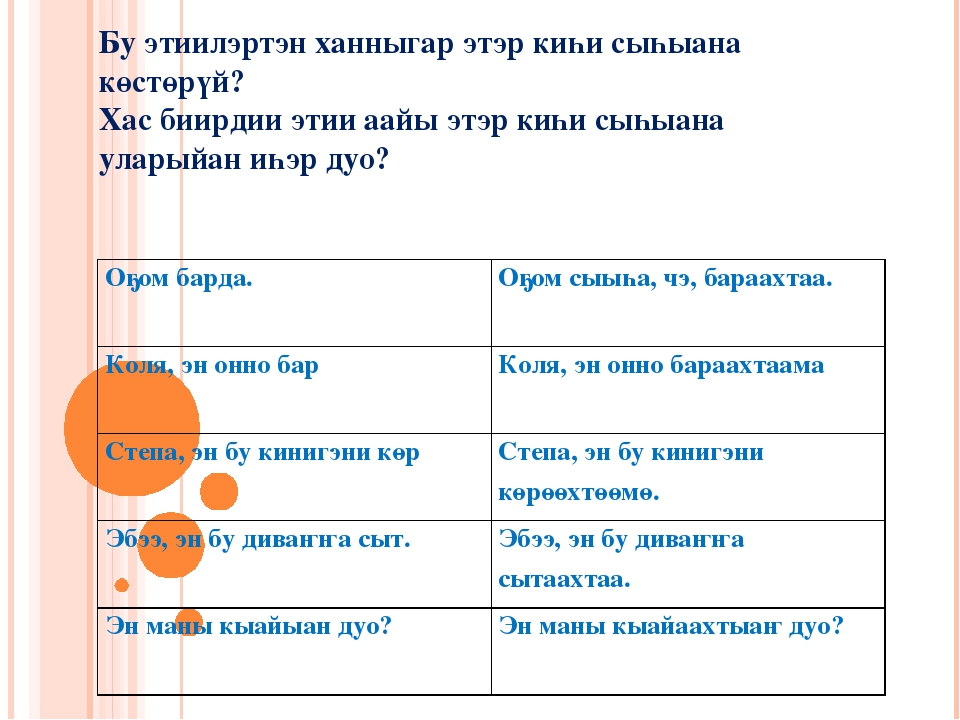 Бу этиилэртэн ханныгар этэр киһи сыһыана
көстөрүй?
Хас биирдии этии аайы этэр киһи сыһыана
уларыйан иһэр дуо?
Оҕом барда.
Оҕом сыыһа, чэ, бараахтаа.
Коля, эн онно бар
Коля, эн онно бараахтаама
Степа, эн бу кинигэни көр
Степа, эн бу кинигэни
көрөөхтөөмө.
Эбээ, эн бу диваҥҥа сыт.
Эбээ, эн бу диваҥҥа
сытаахтаа.
Эн маны кыайыан дуо?
Эн маны кыайаахтыаҥ дуо?